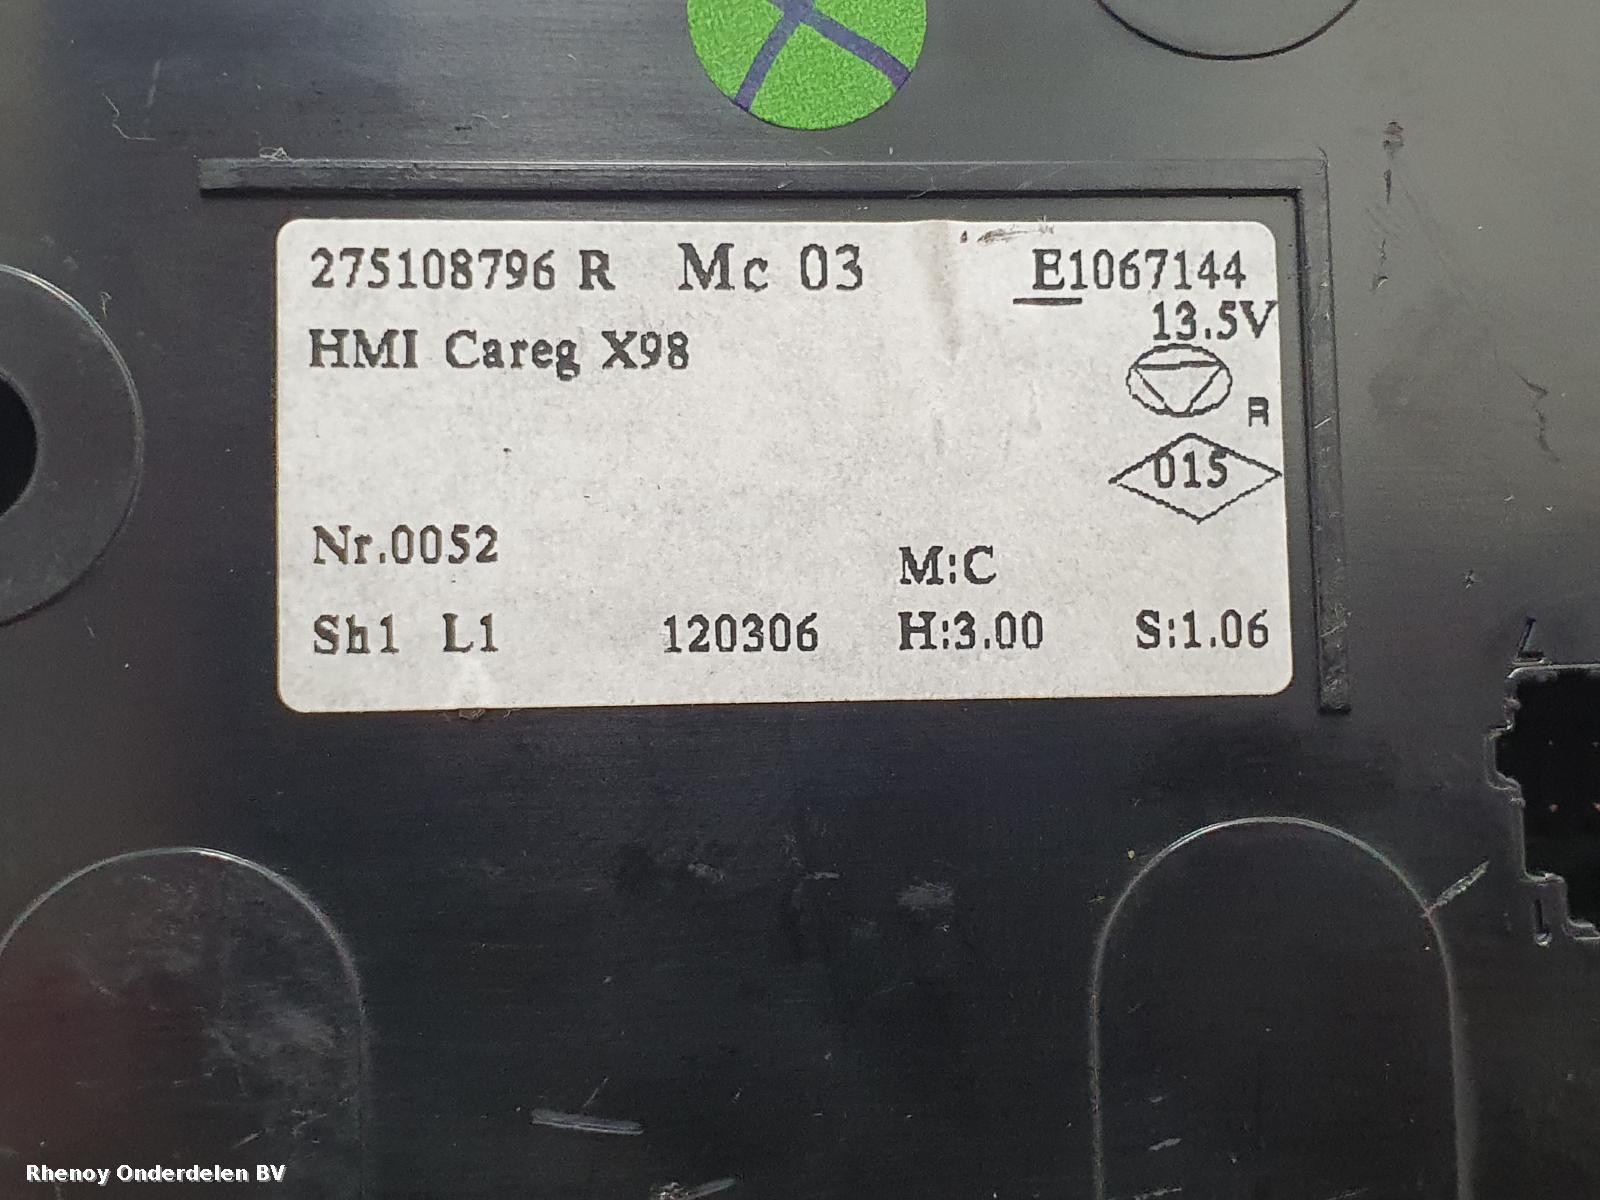 275108796 R Mc 03 E1067144
13.5V
HMI Careg X98
R
015
Nr.0052
M:C
Sh1 L1 120306 H:3.00 S:1.06
Rhenoy Onderdelen BV